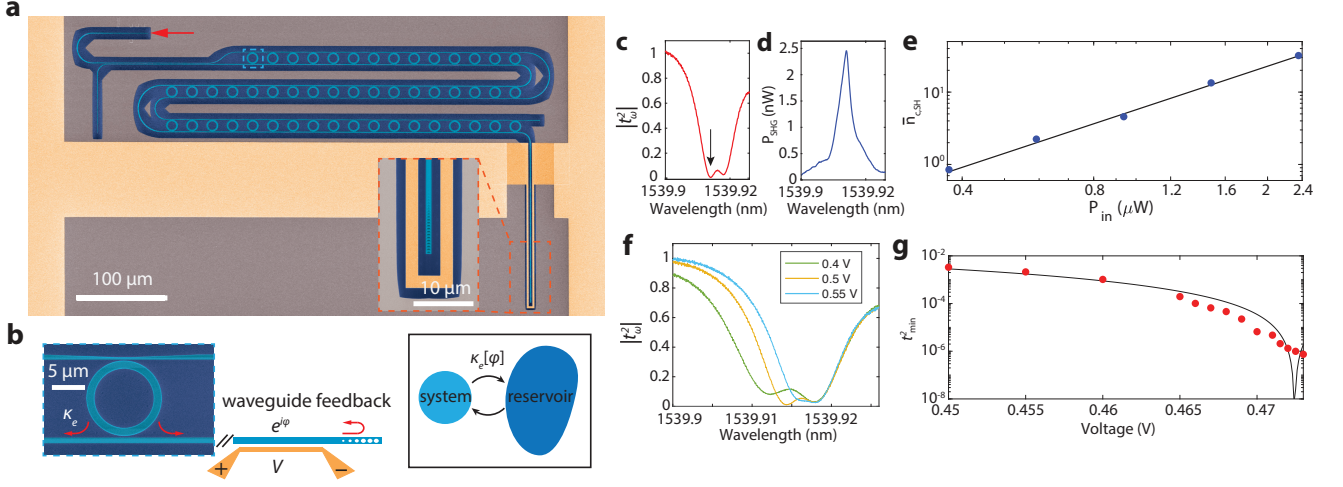 a
100 μm
10 μm
b
5 μm
κe
waveguide feedback
e^iφ
V
+
−
κe[φ]
system
reservoir
c
1
0.8
0.6
0.4
0.2
0
|t²ω|
1539.9
1539.92
Wavelength (nm)
d
2.5
2
1.5
1
0.5
0
P_SHG (nW)
1539.9
1539.92
Wavelength (nm)
e
10¹
10⁰
n̄c,SH
0.4
0.8
1.2
1.6
2
2.4
P_in (μW)
f
1
0.8
0.6
0.4
0.2
0
|t²ω|
0.4 V
0.5 V
0.55 V
1539.9
1539.91
1539.92
Wavelength (nm)
g
10⁻²
10⁻⁴
10⁻⁶
10⁻⁸
t²min
0.45
0.455
0.46
0.465
0.47
Voltage (V)